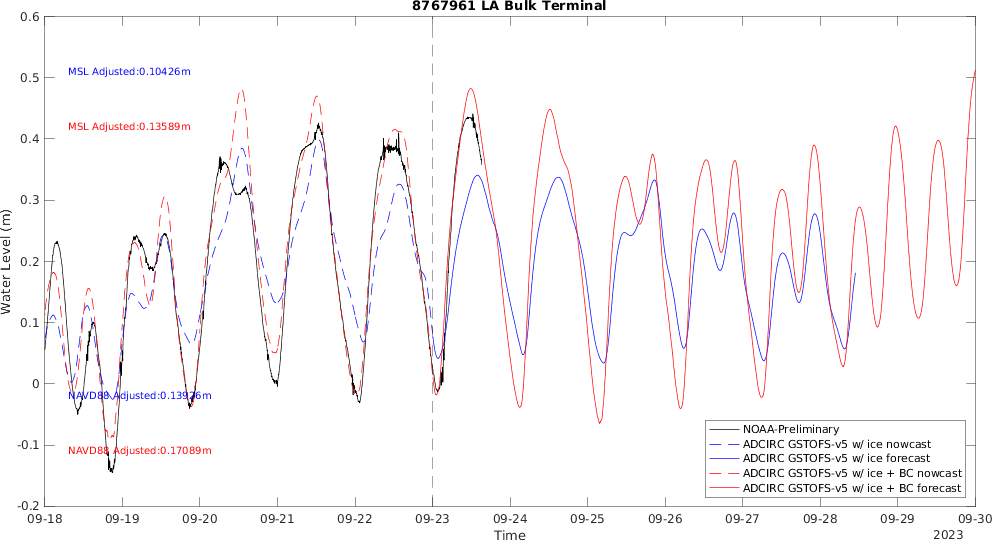 8767961 LA Bulk Terminal
0.6
0.5
0.4
0.3
0.2
0.1
0
-0.1
-0.2
Water Level (m)
MSL Adjusted:0.10426m
MSL Adjusted:0.13589m
NAVD88 Adjusted:0.13926m
NAVD88 Adjusted:0.17089m
NOAA-Preliminary
ADCIRC GSTOFS-v5 w/ ice nowcast
ADCIRC GSTOFS-v5 w/ ice forecast
ADCIRC GSTOFS-v5 w/ ice + BC nowcast
ADCIRC GSTOFS-v5 w/ ice + BC forecast
09-18 09-19 09-20 09-21 09-22 09-23 09-24 09-25 09-26 09-27 09-28 09-29 09-30
Time
2023